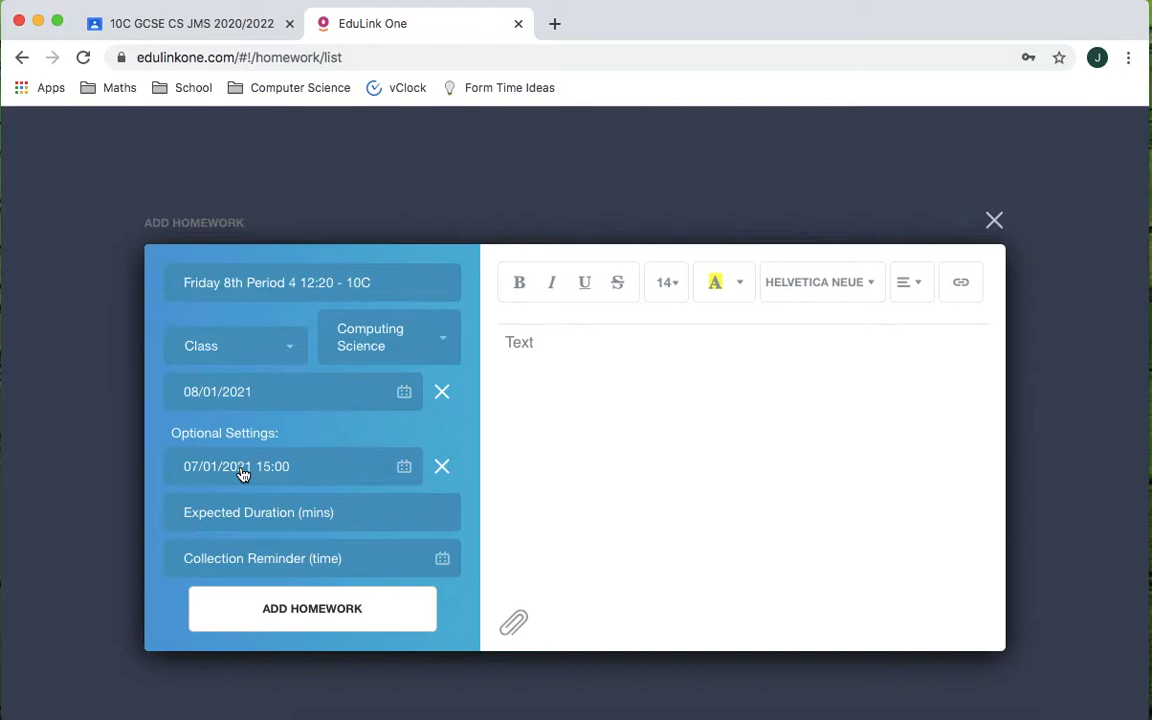 10C GCSE CS JMS 2020/2022
EduLink One
edulinkone.com/#!/homework/list
J
Apps
Maths
School
Computer Science
vClock
Form Time Ideas
ADD HOMEWORK
Friday 8th Period 4 12:20 - 10C
Class
Computing
Science
08/01/2021
Optional Settings:
07/01/2021 15:00
Expected Duration (mins)
Collection Reminder (time)
ADD HOMEWORK
B I U S 14 A HELVETICA NEUE
Text